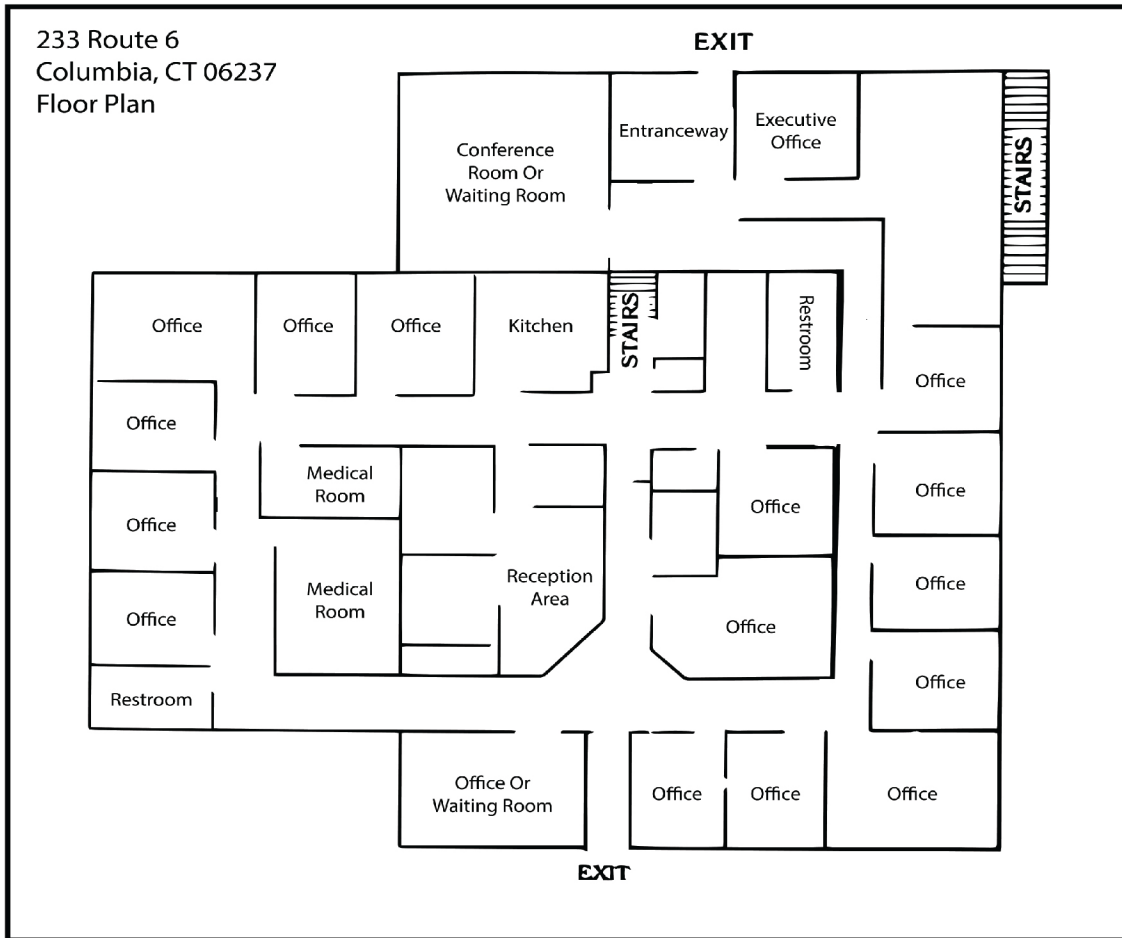 233 Route 6
Columbia, CT 06237
Floor Plan
EXIT
Entranceway
Executive
Office
Conference
Room Or
Waiting Room
STAIRS
Office
Office
Office
Kitchen
STAIRS
Restroom
Office
Office
Medical
Room
Office
Office
Office
Medical
Room
Reception
Area
Office
Office
Office
Office
Restroom
Office
Office Or
Waiting Room
Office
Office
Office
EXIT